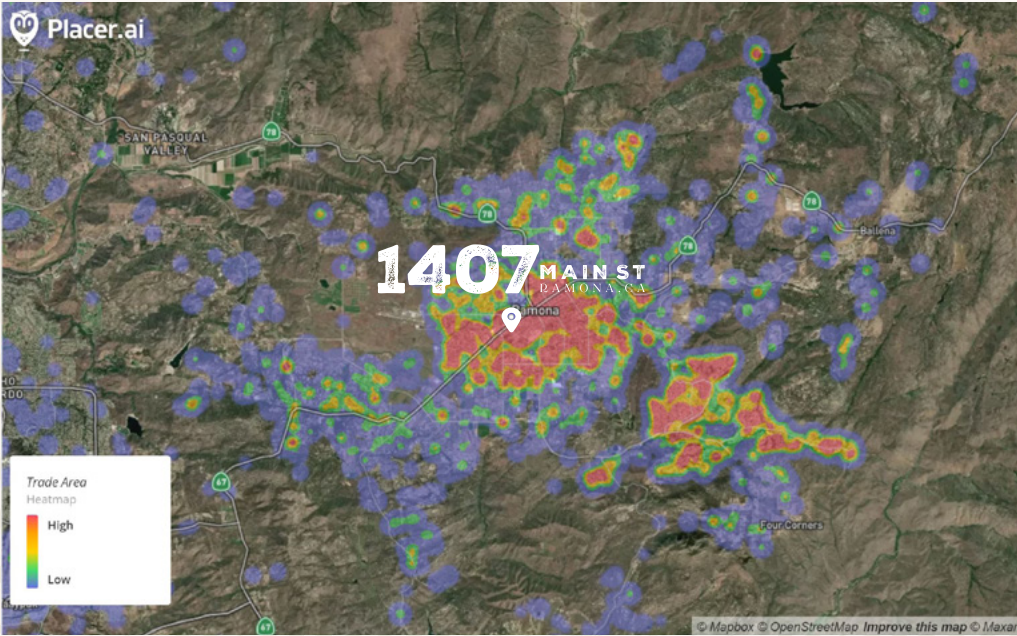 Placer.ai
78
SAN PASQUAL
VALLEY
78
78
78
Ballena
1407
MAIN ST
RAMONA, CA
Ramona
67
Trade Area
Heatmap
High
Low
Four Corners
67
© Mapbox © OpenStreetMap Improve this map © Maxar